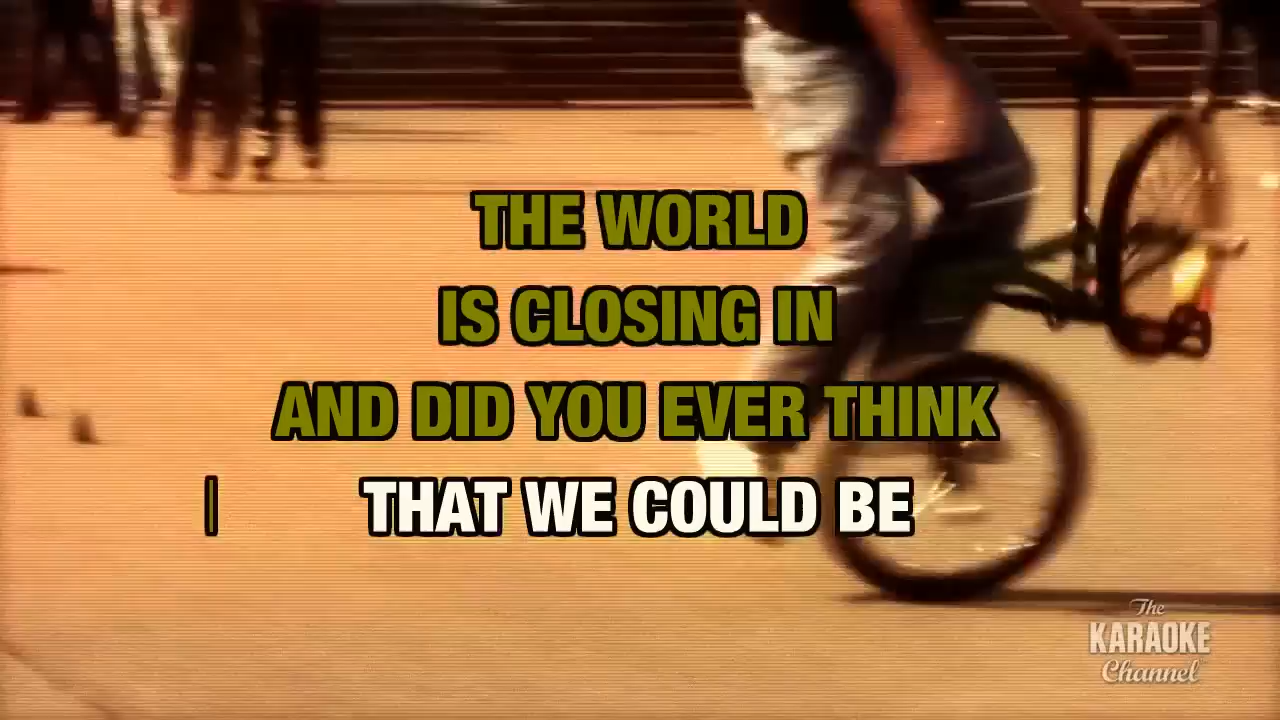 THE WORLD
IS CLOSING IN
AND DID YOU EVER THINK
THAT WE COULD BE
The
KARAOKE
Channel